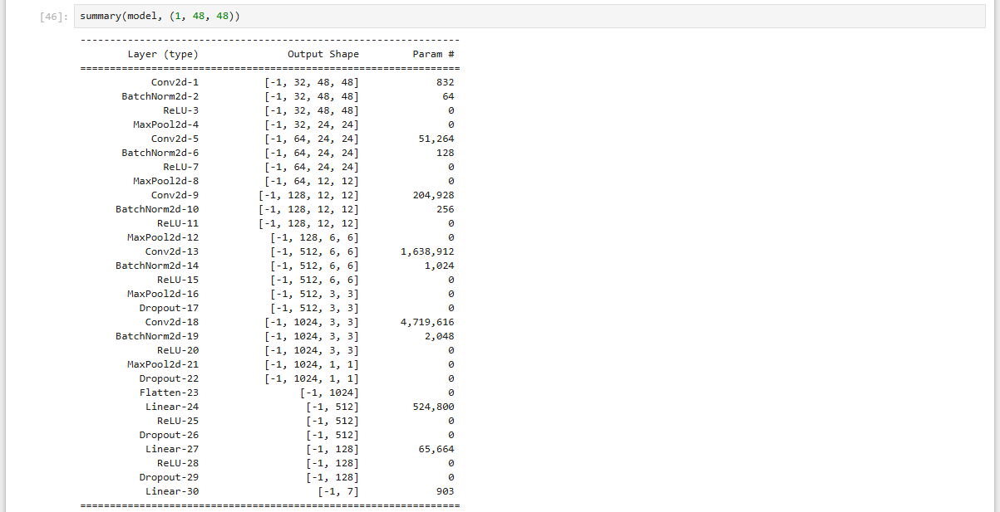 [46]: summary(model, (1, 48, 48))
----------------------------------------------------------------
Layer (type) Output Shape Param #
================================================================
Conv2d-1 [-1, 32, 48, 48] 832
BatchNorm2d-2 [-1, 32, 48, 48] 64
ReLU-3 [-1, 32, 48, 48] 0
MaxPool2d-4 [-1, 32, 24, 24] 0
Conv2d-5 [-1, 64, 24, 24] 51,264
BatchNorm2d-6 [-1, 64, 24, 24] 128
ReLU-7 [-1, 64, 24, 24] 0
MaxPool2d-8 [-1, 64, 12, 12] 0
Conv2d-9 [-1, 128, 12, 12] 204,928
BatchNorm2d-10 [-1, 128, 12, 12] 256
ReLU-11 [-1, 128, 12, 12] 0
MaxPool2d-12 [-1, 128, 6, 6] 0
Conv2d-13 [-1, 512, 6, 6] 1,638,912
BatchNorm2d-14 [-1, 512, 6, 6] 1,024
ReLU-15 [-1, 512, 6, 6] 0
MaxPool2d-16 [-1, 512, 3, 3] 0
Dropout-17 [-1, 512, 3, 3] 0
Conv2d-18 [-1, 1024, 3, 3] 4,719,616
BatchNorm2d-19 [-1, 1024, 3, 3] 2,048
ReLU-20 [-1, 1024, 3, 3] 0
MaxPool2d-21 [-1, 1024, 1, 1] 0
Dropout-22 [-1, 1024, 1, 1] 0
Flatten-23 [-1, 1024] 0
Linear-24 [-1, 512] 524,800
ReLU-25 [-1, 512] 0
Dropout-26 [-1, 512] 0
Linear-27 [-1, 128] 65,664
ReLU-28 [-1, 128] 0
Dropout-29 [-1, 128] 0
Linear-30 [-1, 7] 903
================================================================